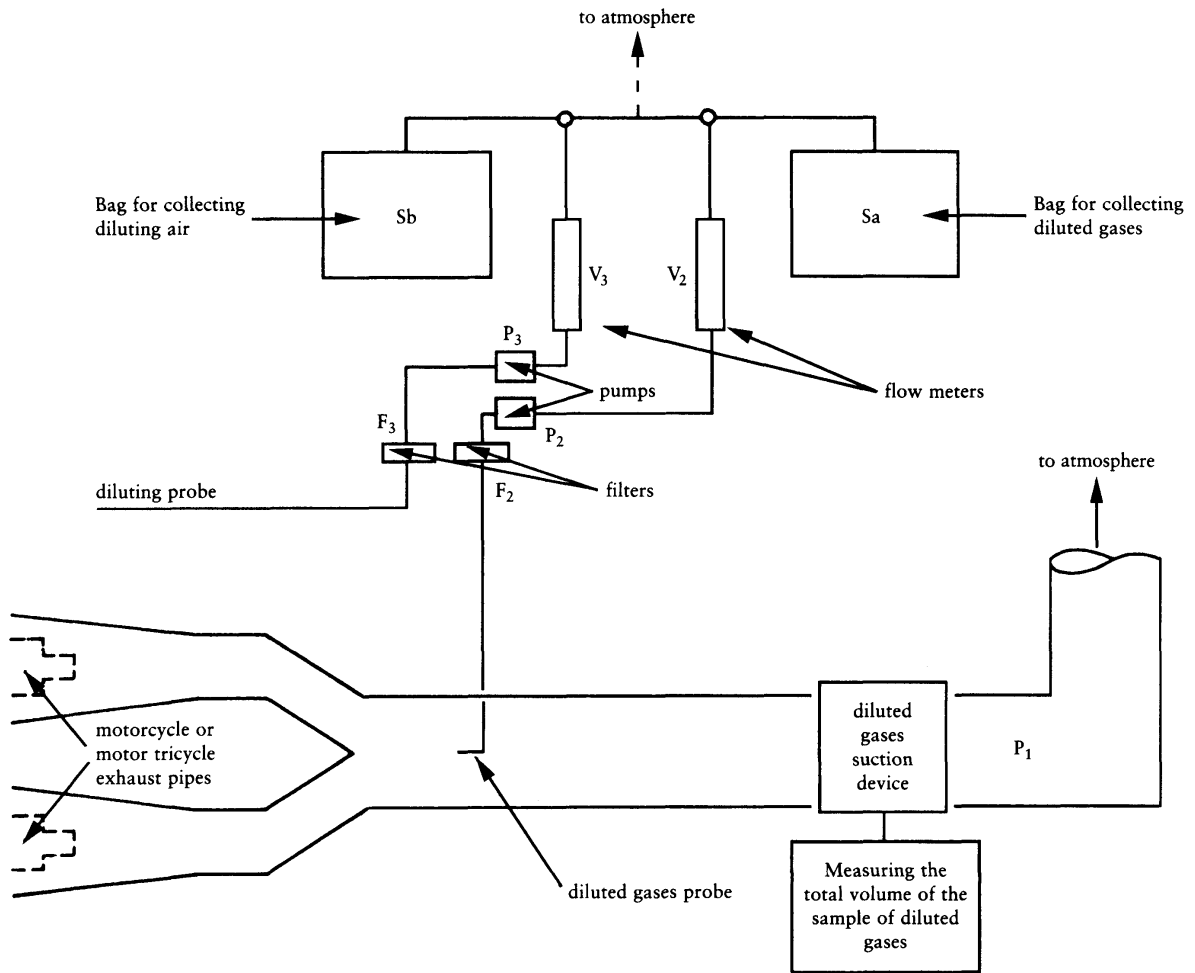 to atmosphere
Bag for collecting
diluting air
Sb
Sa
Bag for collecting
diluted gases
V3
V2
P3
pumps
flow meters
F3
P2
to atmosphere
diluting probe
F2
filters
motorcycle or
motor tricycle
exhaust pipes
diluted
gases
suction
device
P1
diluted gases probe
Measuring the
total volume of the
sample of diluted
gases